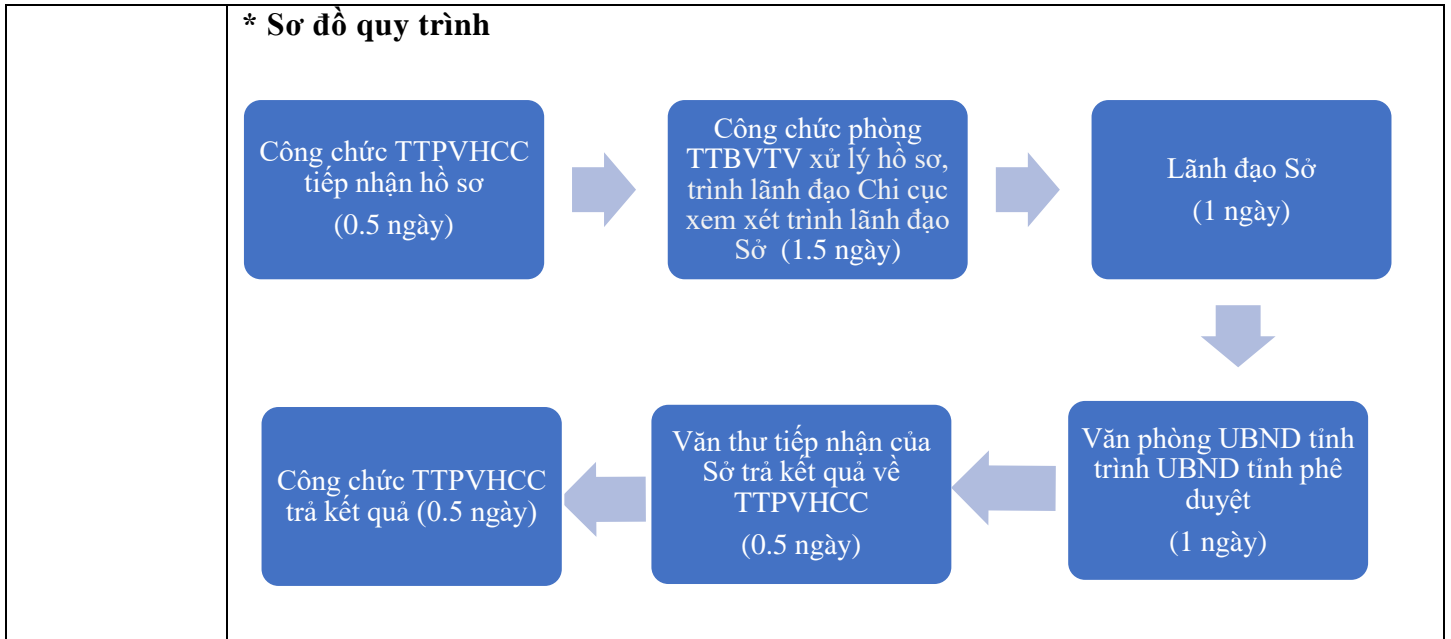 * Sơ đồ quy trình
Công chức TTPVHCC
tiếp nhận hồ sơ
(0.5 ngày)
Công chức phòng
TTBVTV xử lý hồ sơ,
trình lãnh đạo Chi cục
xem xét trình lãnh đạo
Sở (1.5 ngày)
Lãnh đạo Sở
(1 ngày)
Văn phòng UBND tỉnh
trình UBND tỉnh phê
duyệt
(1 ngày)
Văn thư tiếp nhận của
Sở trả kết quả về
TTPVHCC
(0.5 ngày)
Công chức TTPVHCC
trả kết quả (0.5 ngày)